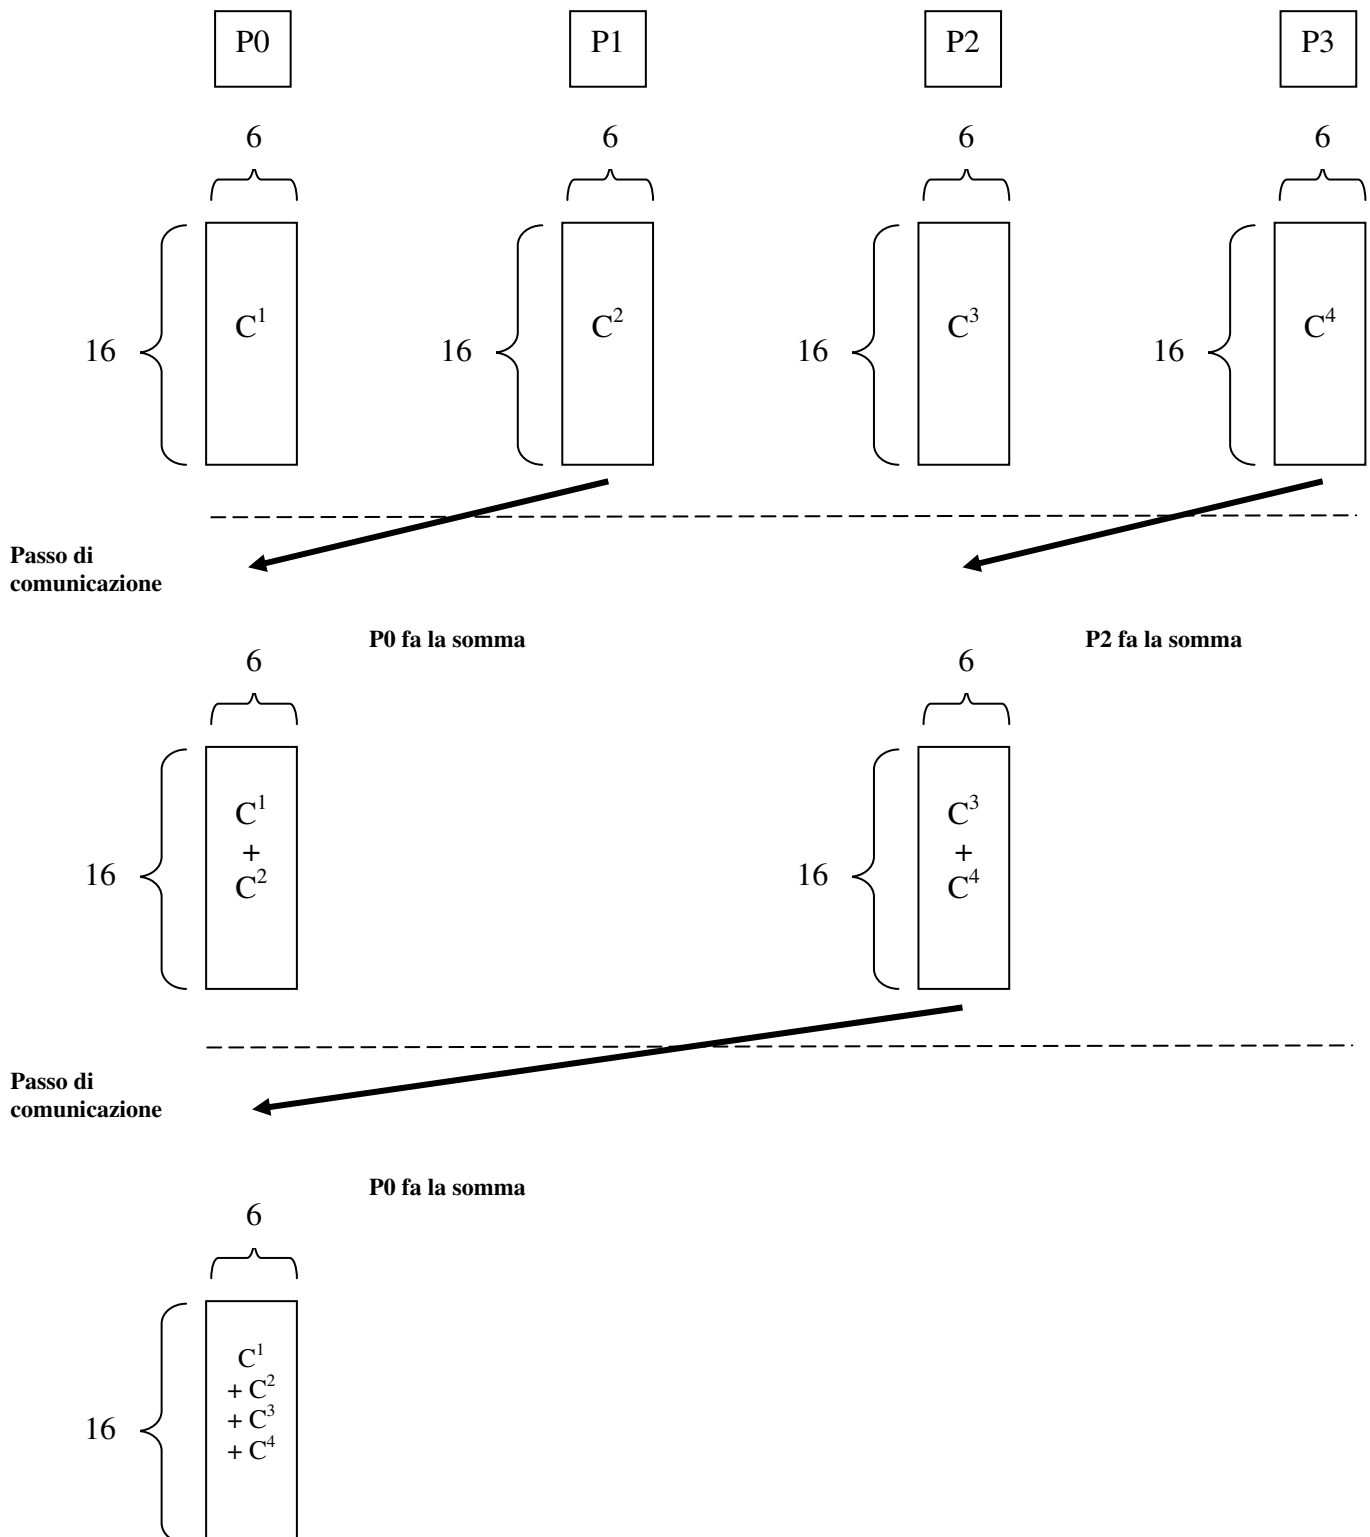 P0 P1 P2 P3
6 6 6 6
C¹ C² C³ C⁴
16 16 16 16
Passo di
comunicazione
P0 fa la somma P2 fa la somma
6 6
C¹ C³
+ +
C² C⁴
16 16
Passo di
comunicazione
P0 fa la somma
6
C¹
+ C²
+ C³
+ C⁴
16